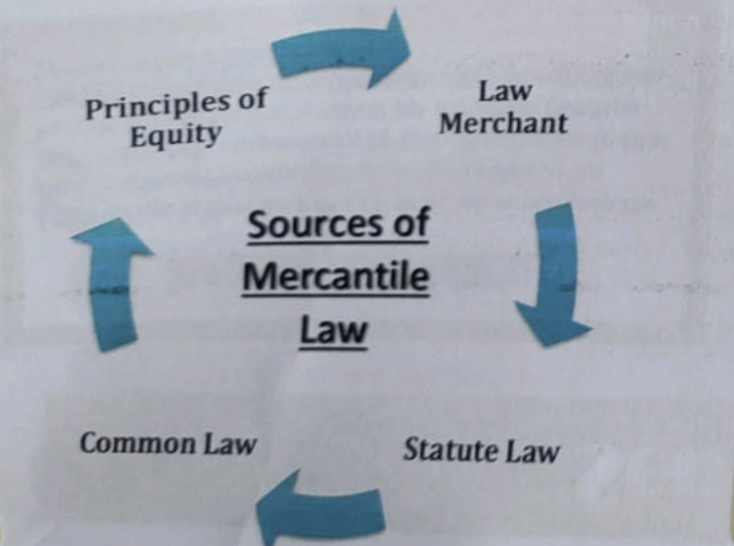 Principles of
Equity
Law
Merchant
Sources of
Mercantile
Law
Common Law
Statute Law